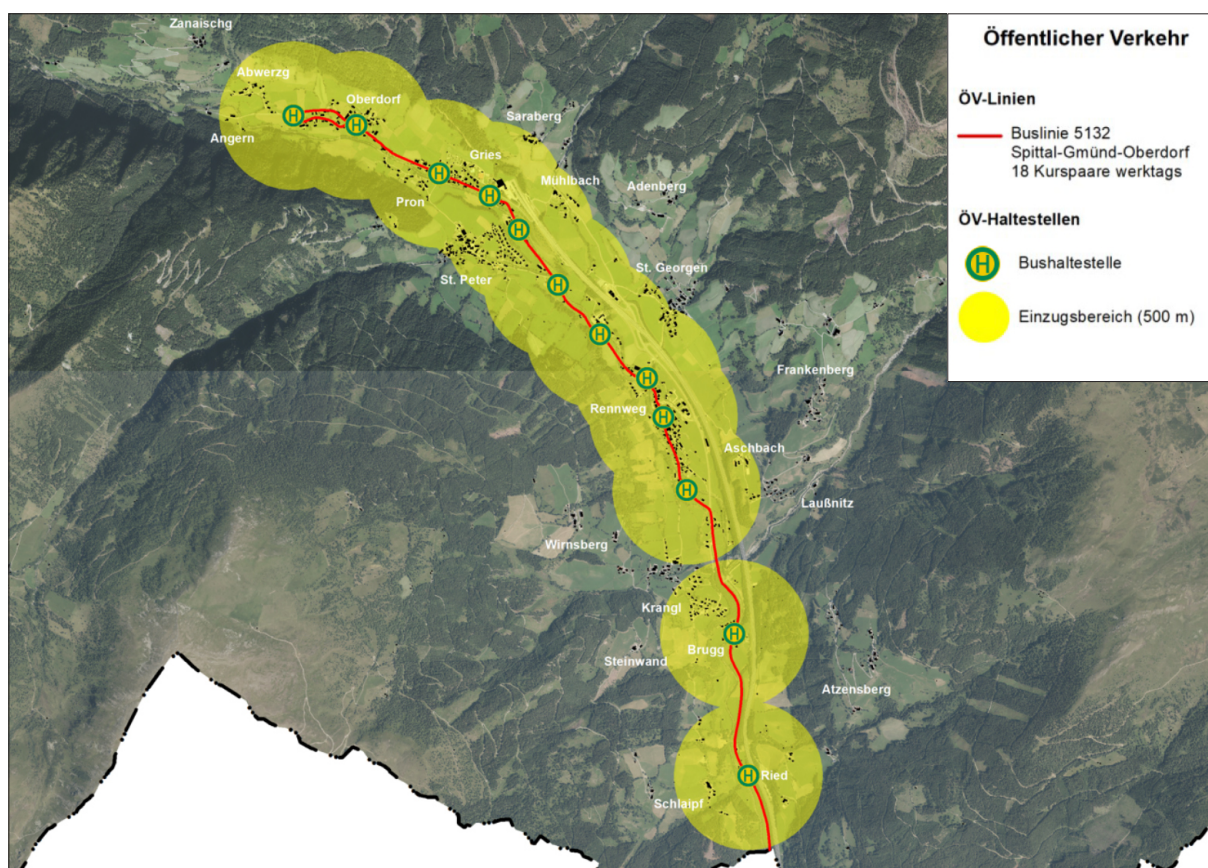 Zanaischg
Öffentlicher Verkehr
Abwerzg
Oberdorf
ÖV-Linien
Saraberg
Angern
Buslinie 5132
Spittal-Gmünd-Oberdorf
18 Kurspaare werktags
H
H
Gries
H
Mühlbach
Adenberg
H
Pron
ÖV-Haltestellen
H
St. Peter
St. Georgen
H
Bushaltestelle
H
Einzugsbereich (500 m)
H
Frankenberg
H
Rennweg
H
Aschbach
H
Laußnitz
Wirnsberg
Krangl
H
Brugg
Steinwand
Atzensberg
H
Ried
Schlaipf